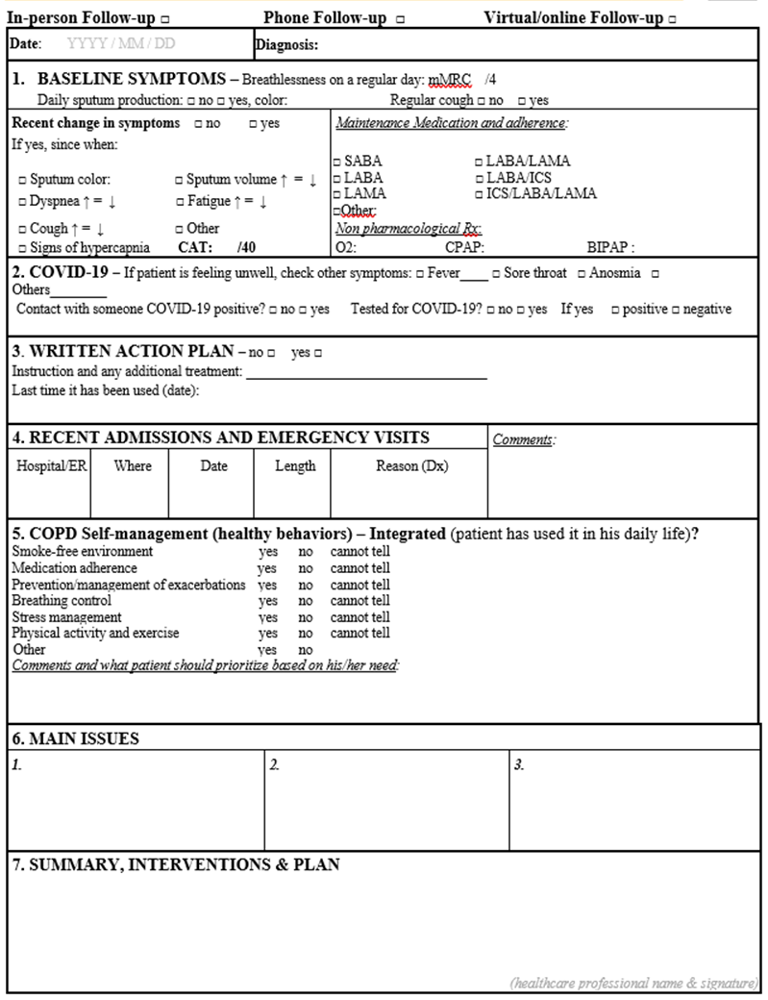 In-person Follow-up □ Phone Follow-up □ Virtual/online Follow-up □
Date: YYYY / MM / DD Diagnosis:
1. BASELINE SYMPTOMS – Breathlessness on a regular day: mMRC /4
Daily sputum production: □ no □ yes, color: Regular cough □ no □ yes
Recent change in symptoms □ no □ yes
If yes, since when:
□ Sputum color: □ Sputum volume ↑ = ↓
□ Dyspnea ↑ = ↓ □ Fatigue ↑ = ↓
□ Cough ↑ = ↓ □ Other
□ Signs of hypercapnia CAT: /40
Maintenance Medication and adherence:
□ SABA □ LABA/LAMA
□ LABA □ LABA/ICS
□ LAMA □ ICS/LABA/LAMA
□Other:
Non pharmacological Rx:
O2: CPAP: BIPAP :
2. COVID-19 – If patient is feeling unwell, check other symptoms: □ Fever____ □ Sore throat □ Anosmia □
Others________
Contact with someone COVID-19 positive? □ no □ yes Tested for COVID-19? □ no □ yes If yes □ positive □ negative
3. WRITTEN ACTION PLAN – no □ yes □
Instruction and any additional treatment: ________________________________
Last time it has been used (date):
4. RECENT ADMISSIONS AND EMERGENCY VISITS
Hospital/ER Where Date Length Reason (Dx)
Comments:
5. COPD Self-management (healthy behaviors) – Integrated (patient has used it in his daily life)?
Smoke-free environment yes no cannot tell
Medication adherence yes no cannot tell
Prevention/management of exacerbations yes no cannot tell
Breathing control yes no cannot tell
Stress management yes no cannot tell
Physical activity and exercise yes no cannot tell
Other yes no
Comments and what patient should prioritize based on his/her need:
6. MAIN ISSUES
1. 2. 3.
7. SUMMARY, INTERVENTIONS & PLAN
(healthcare professional name & signature)